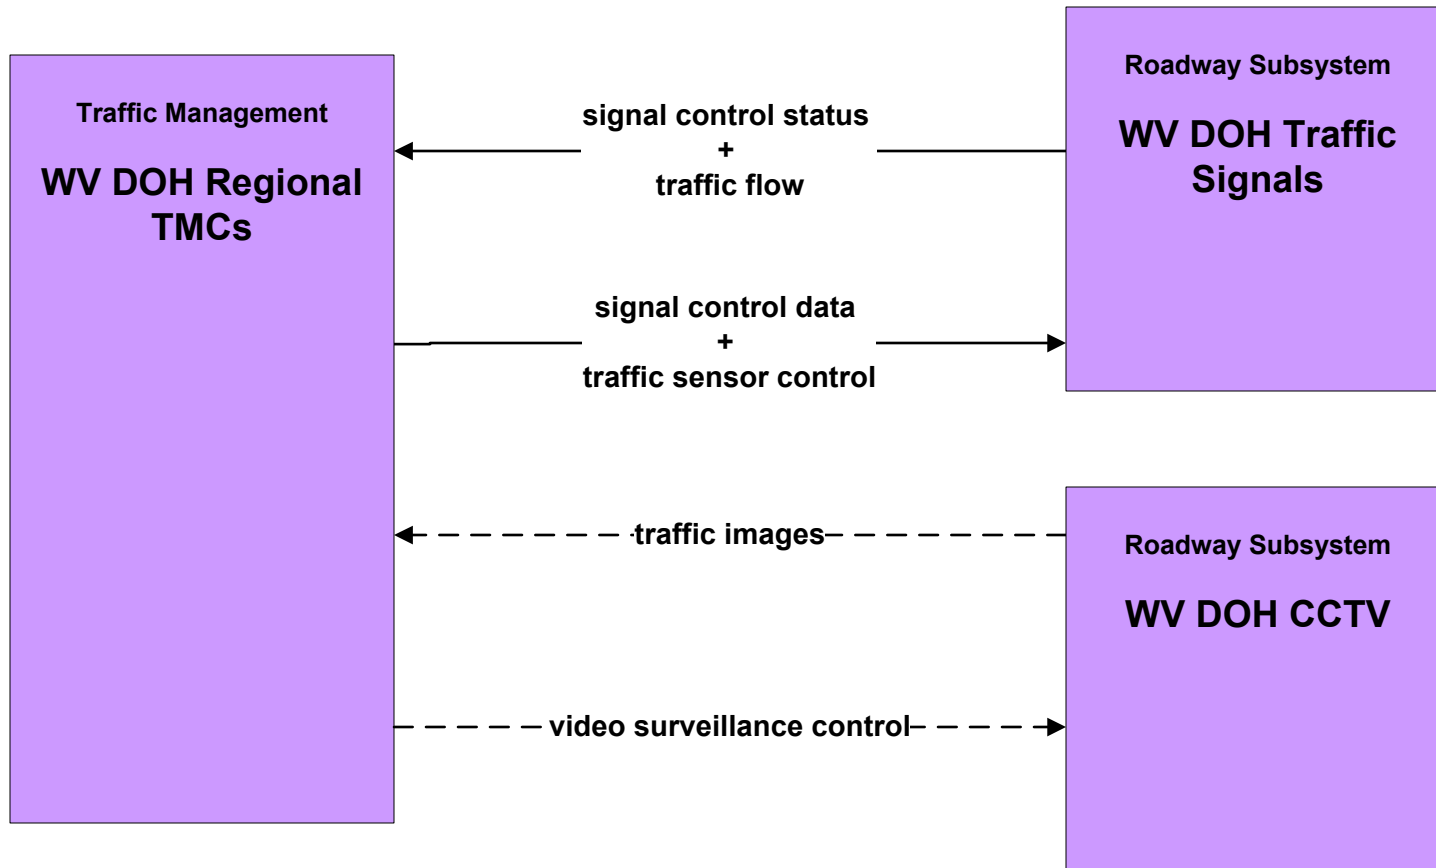 Traffic Management
WV DOH Regional
TMCs
signal control status
+
traffic flow
signal control data
+
traffic sensor control
traffic images
video surveillance control
Roadway Subsystem
WV DOH Traffic
Signals
Roadway Subsystem
WV DOH CCTV